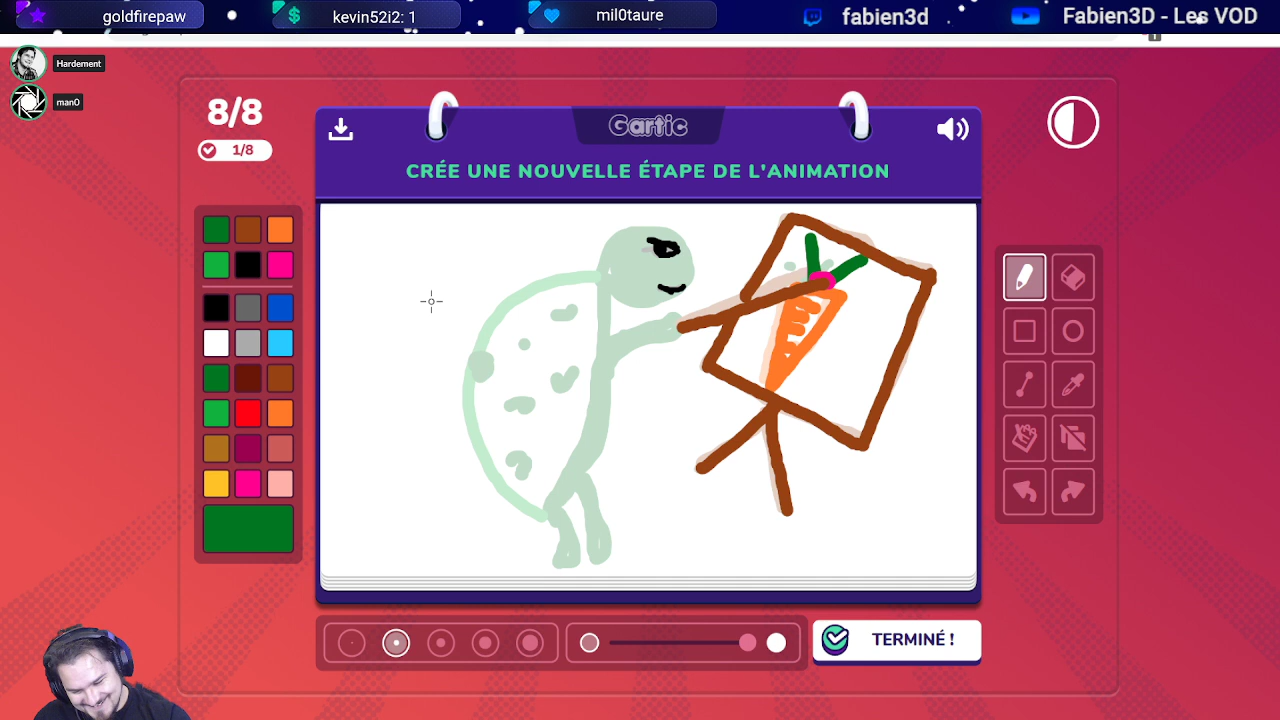 goldfirepaw
kevin52i2: 1
mil0taure
fabien3d
Fabien3D - Les VOD
Hardement
man0
8/8
1/8
Gartic
CRÉE UNE NOUVELLE ÉTAPE DE L'ANIMATION
TERMINÉ !